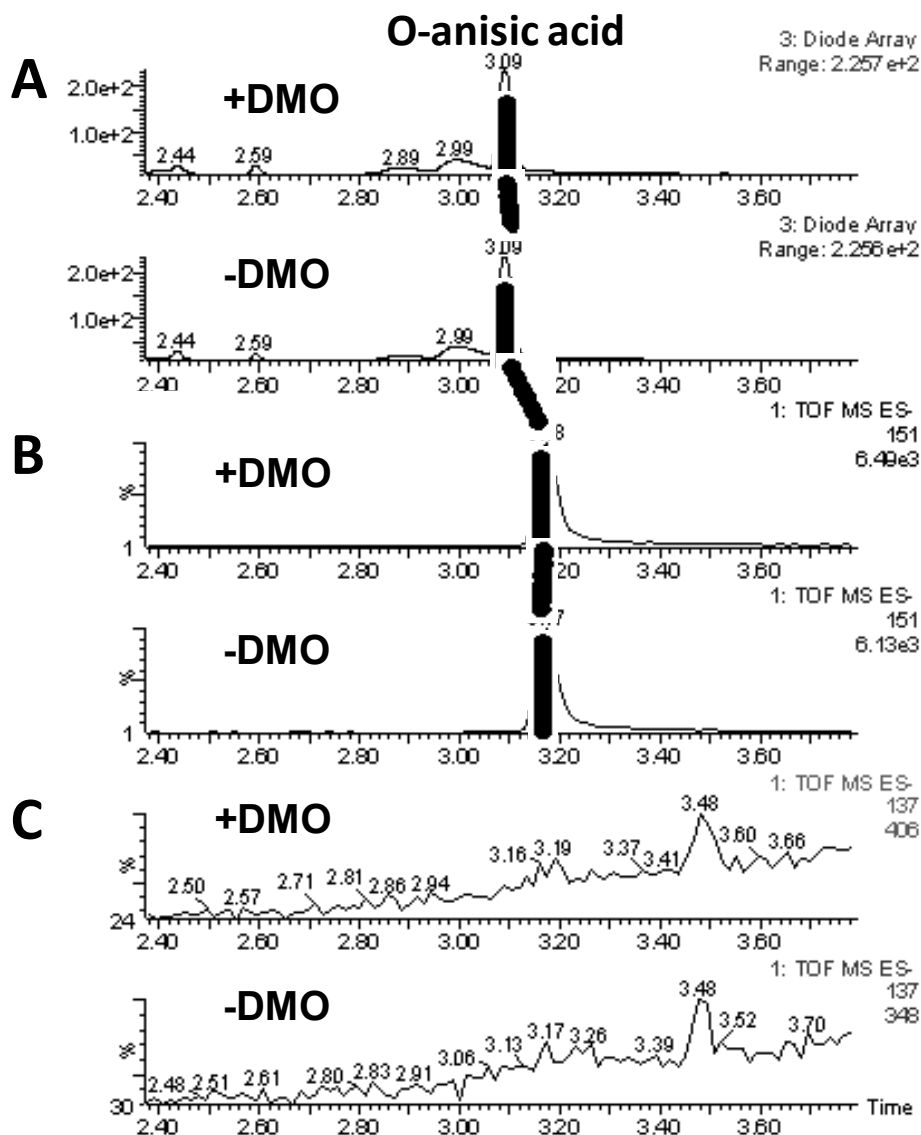 O-anisic acid
A
3: Diode Array
Range: 2.257e+2
+DMO
3.09
2.0e+2
1.0e+2
2.44
2.59
2.89
2.99
2.40 2.60 2.80 3.00 3.20 3.40 3.60
3: Diode Array
Range: 2.256e+2
-DMO
3.09
2.0e+2
1.0e+2
2.44
2.59
2.99
2.40 2.60 2.80 3.00 3.20 3.40 3.60
B
1: TOF MS ES-
151
6.49e3
+DMO
8
%
1
2.40 2.60 2.80 3.00 3.20 3.40 3.60
1: TOF MS ES-
151
6.13e3
-DMO
7
%
1
2.40 2.60 2.80 3.00 3.20 3.40 3.60
C
1: TOF MS ES-
137
406
+DMO
3.48
%
2.50
2.57
2.71
2.81
2.86
2.94
3.16
3.19
3.37
3.41
3.60
3.66
24
2.40 2.60 2.80 3.00 3.20 3.40 3.60
1: TOF MS ES-
137
348
-DMO
3.48
%
2.48
2.51
2.61
2.80
2.83
2.91
3.06
3.13
3.17
3.26
3.39
3.52
3.70
30
Time
2.40 2.60 2.80 3.00 3.20 3.40 3.60